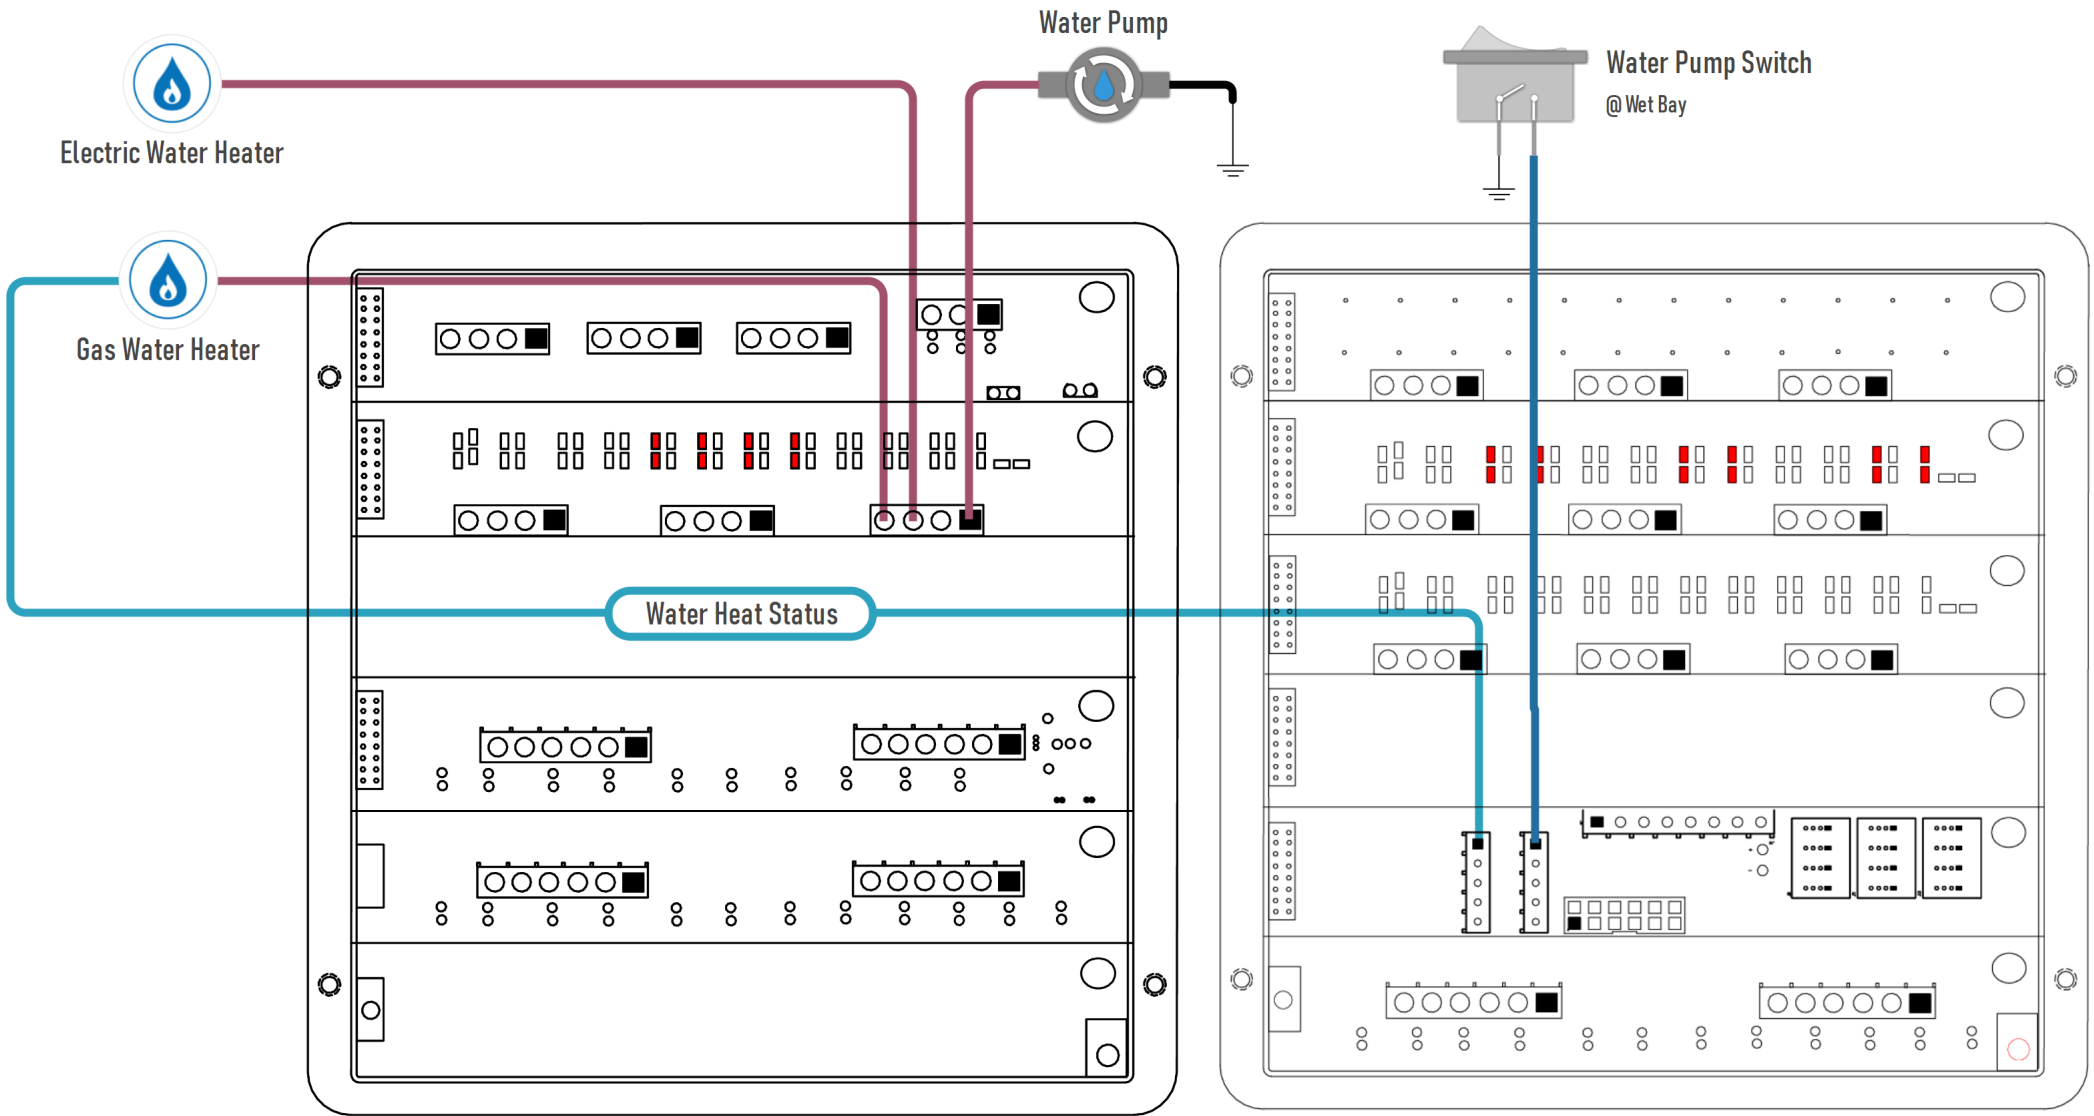 Water Pump
Water Pump Switch
@ Wet Bay
Electric Water Heater
Gas Water Heater
Water Heat Status